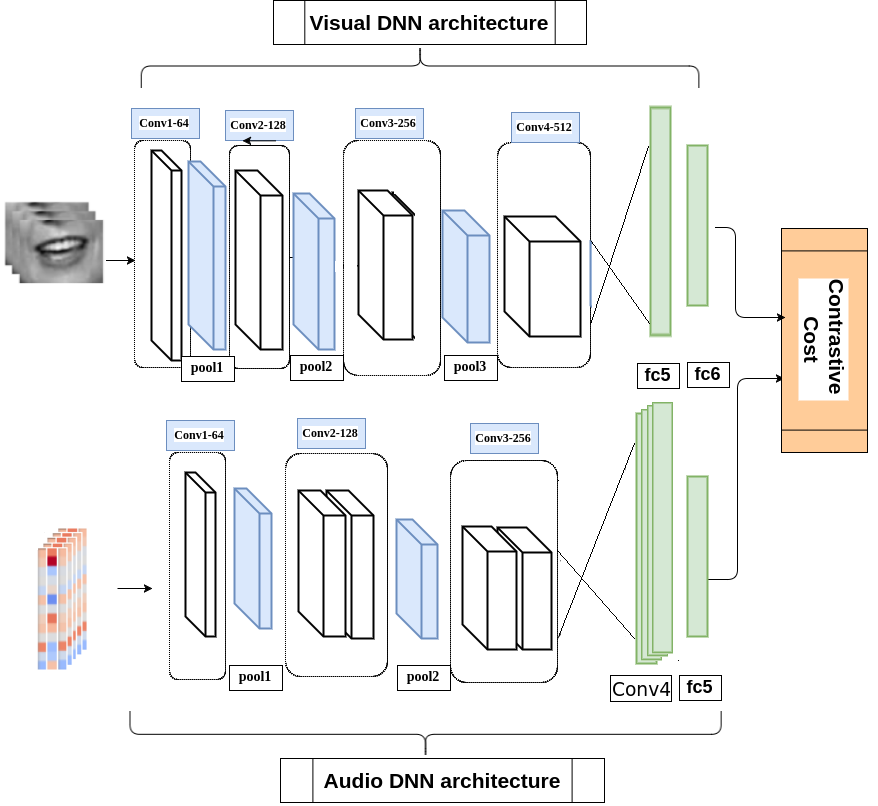 Visual DNN architecture
Conv1-64
Conv2-128
Conv3-256
Conv4-512
pool1
pool2
pool3
fc5
fc6
Contrastive
Cost
Conv1-64
Conv2-128
Conv3-256
pool1
pool2
Conv4
fc5
Audio DNN architecture